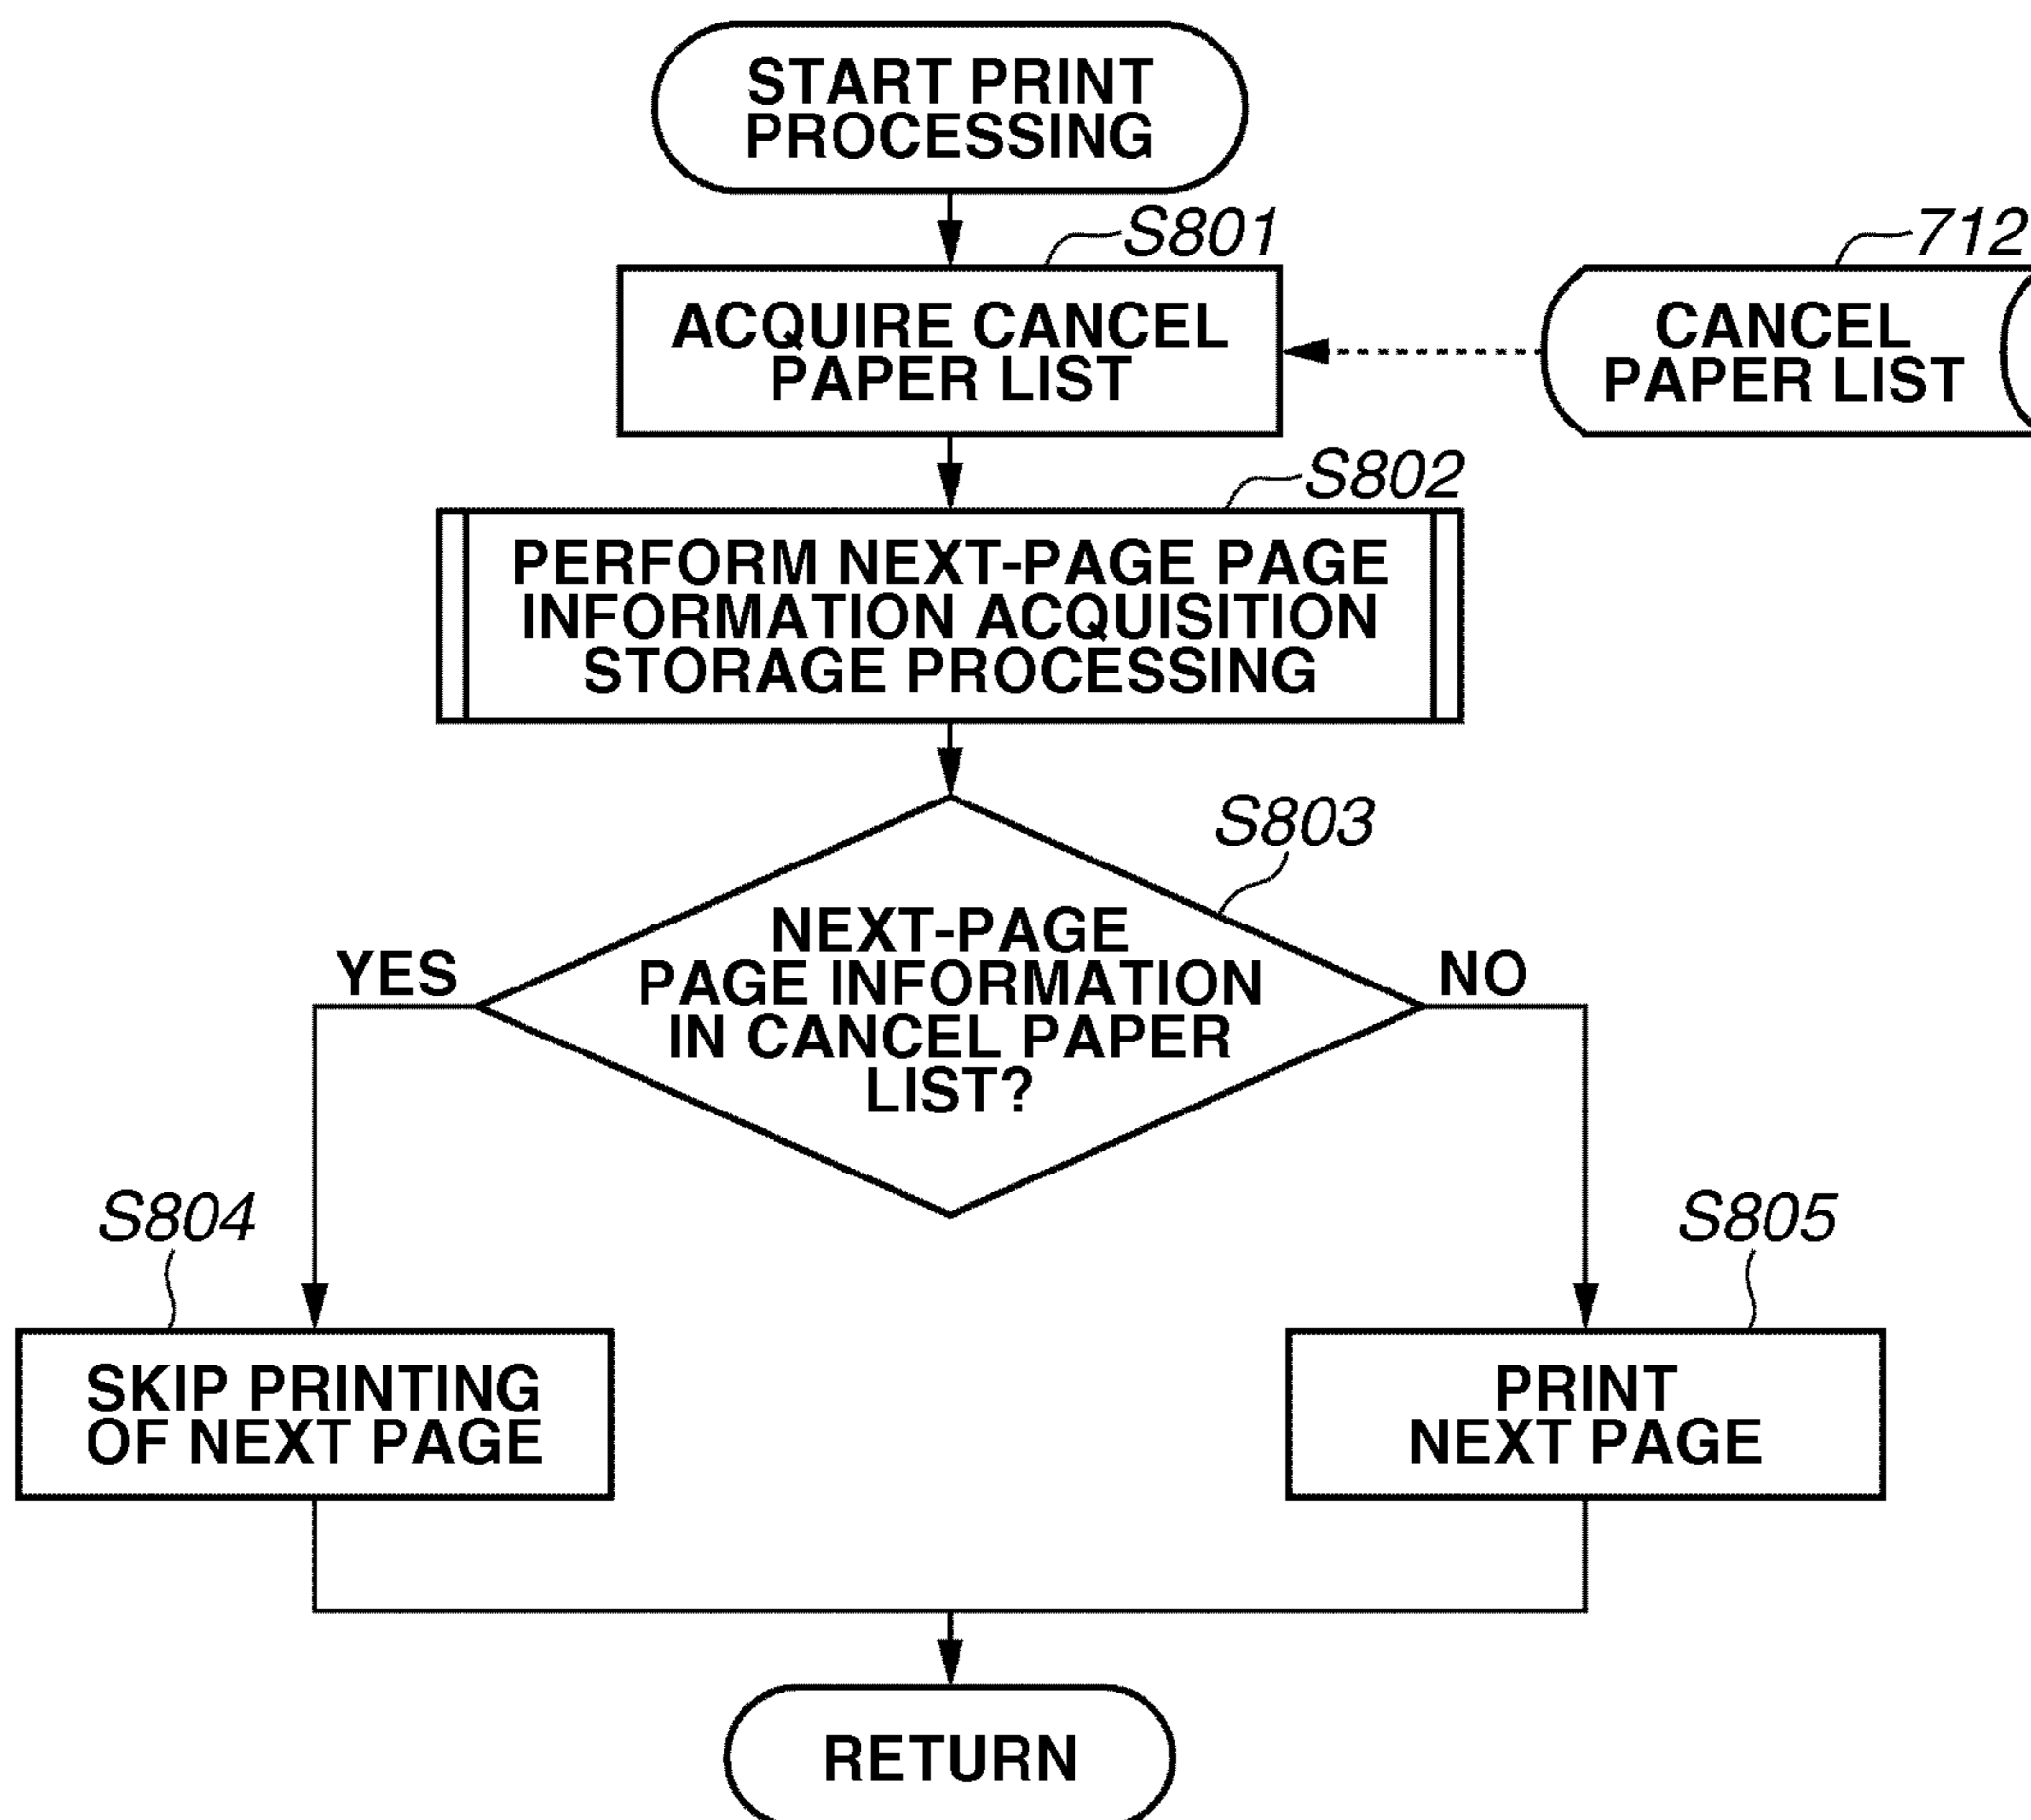 START PRINT
PROCESSING
S801
712
ACQUIRE CANCEL
PAPER LIST
CANCEL
PAPER LIST
S802
PERFORM NEXT-PAGE PAGE
INFORMATION ACQUISITION
STORAGE PROCESSING
S803
NEXT-PAGE
PAGE INFORMATION
IN CANCEL PAPER
LIST?
YES
NO
S804
S805
SKIP PRINTING
OF NEXT PAGE
PRINT
NEXT PAGE
RETURN